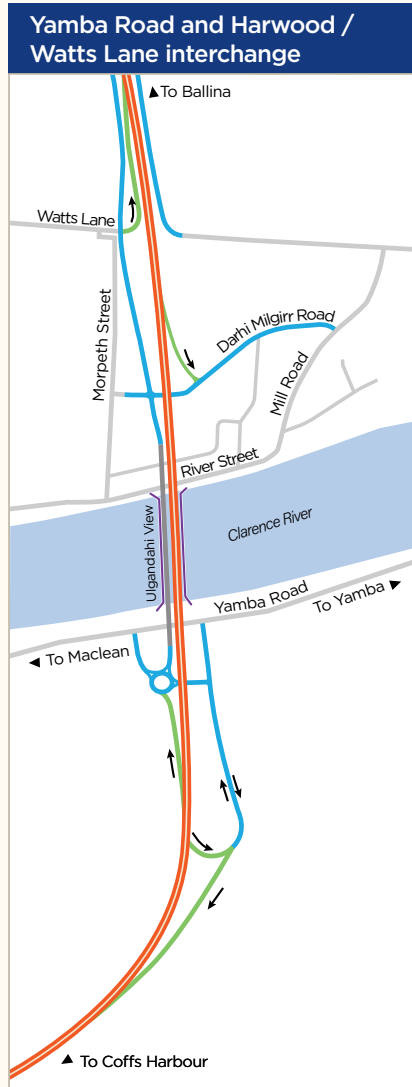 Yamba Road and Harwood /
Watts Lane interchange
To Ballina
Watts Lane
Morpeth Street
Darhi Milgirr Road
Mill Road
River Street
Ulgandahi View
Clarence River
Yamba Road
To Yamba
To Maclean
To Coffs Harbour